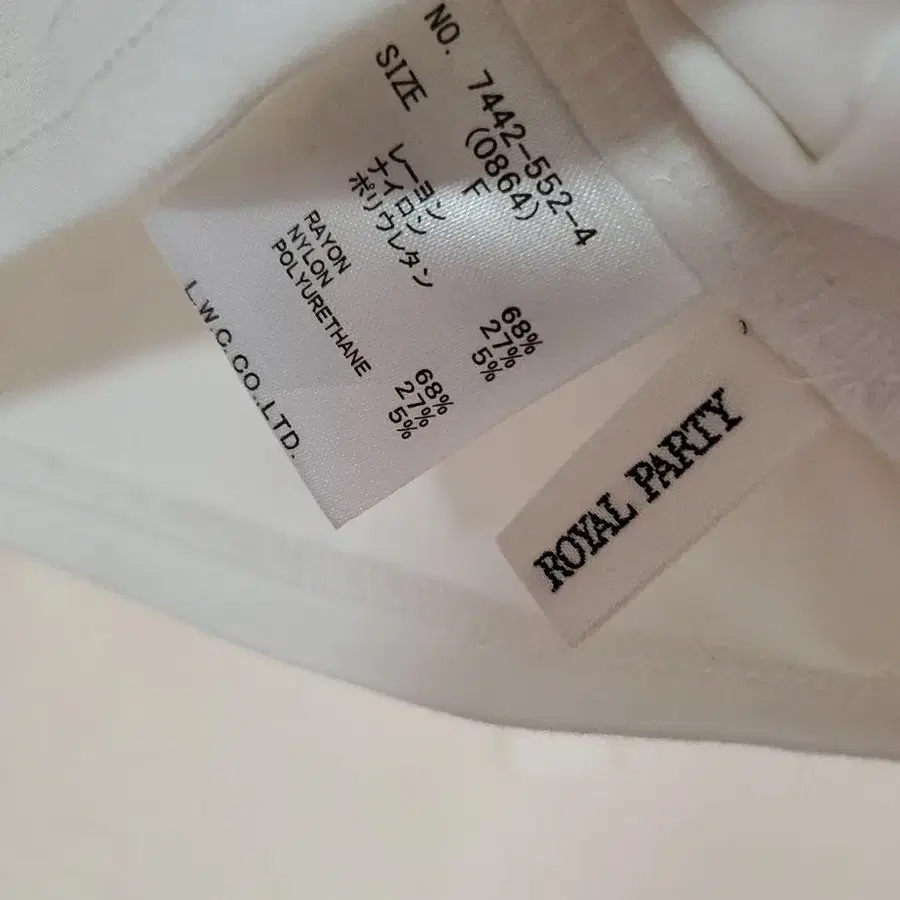 NO. 7442-552-4
(0864)
SIZE F
レーヨン 68%
ナイロン 27%
ポリウレタン 5%
RAYON 68%
NYLON 27%
POLYURETHANE 5%
L.W.C.CO.,LTD.
ROYAL PARTY